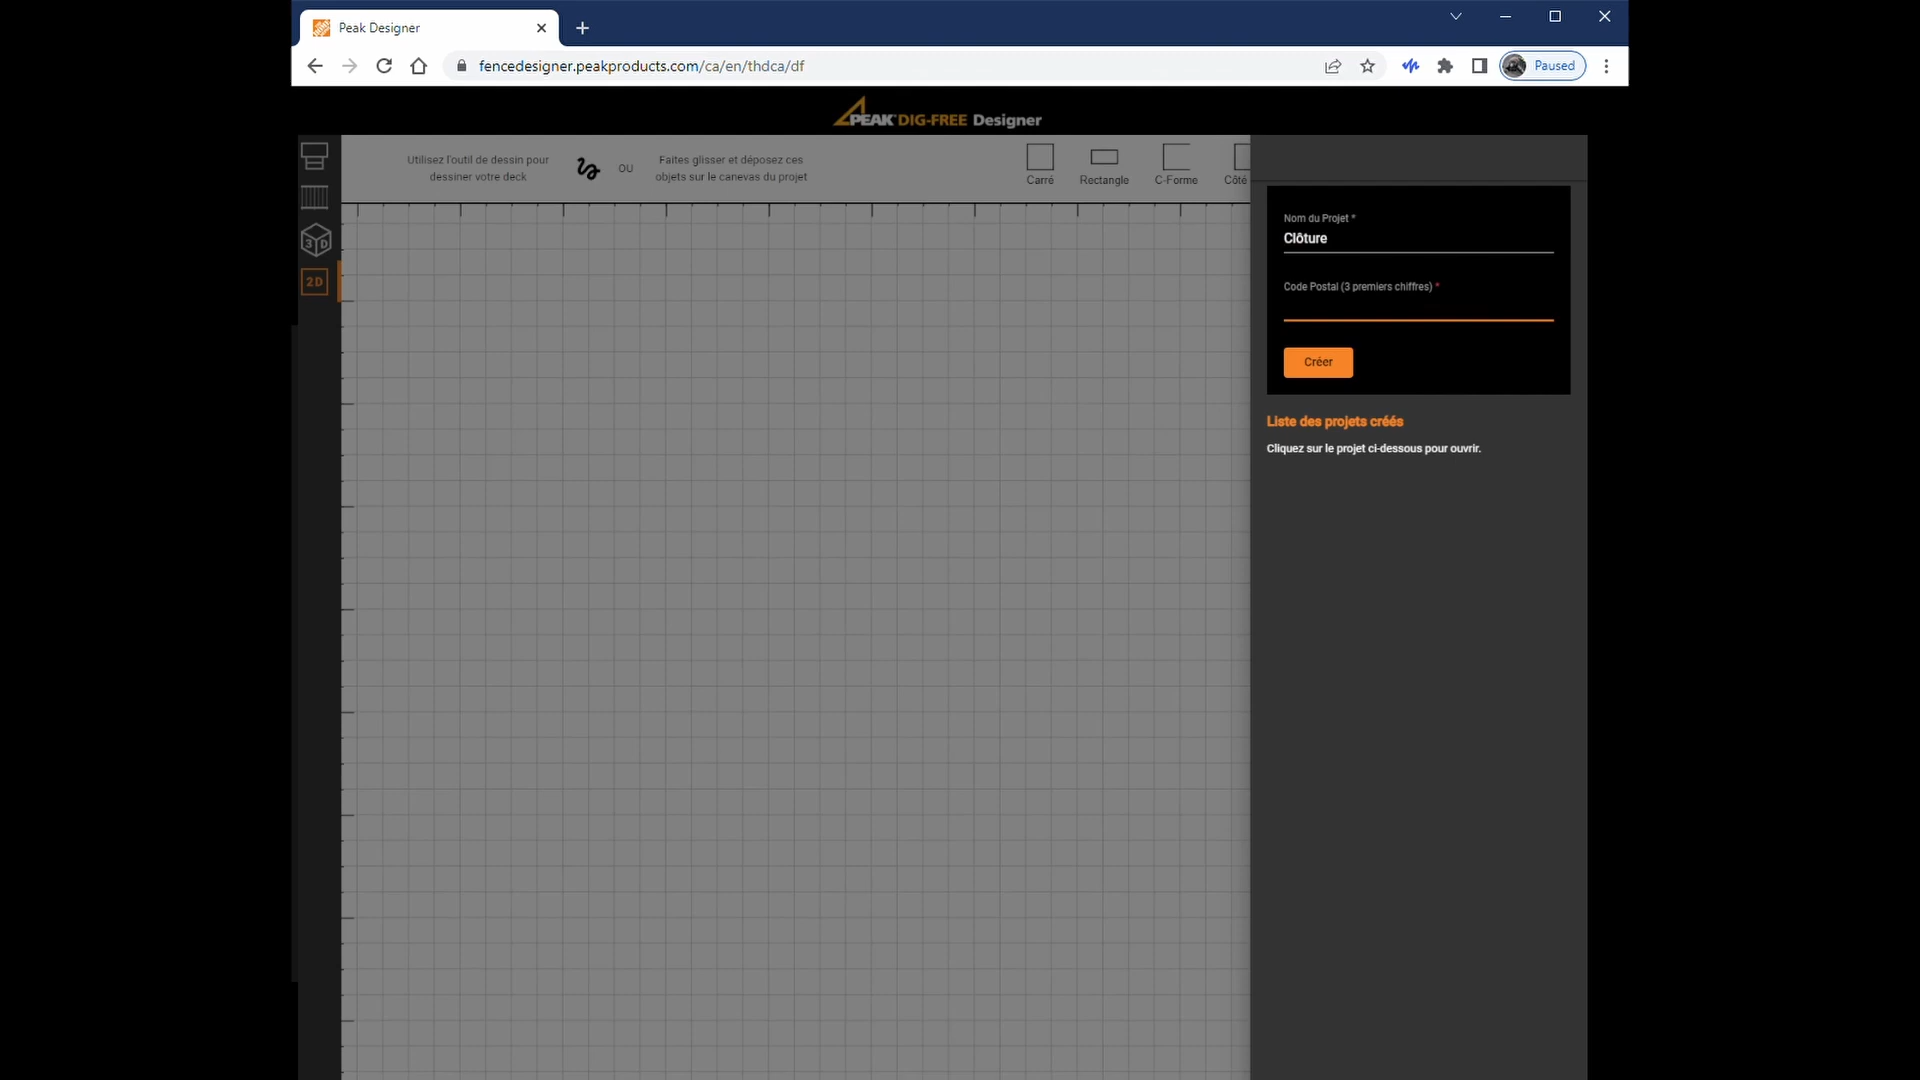 Peak Designer
fencedesigner.peakproducts.com/ca/en/thdca/df
Paused
PEAK DIG-FREE Designer
Utilisez l'outil de dessin pour
dessiner votre deck
OU
Faites glisser et déposez ces
objets sur le canevas du projet
Carré
Rectangle
C-Forme
Côté
3D
2D
Nom du Projet *
Clôture
Code Postal (3 premiers chiffres) *
Créer
Liste des projets créés
Cliquez sur le projet ci-dessous pour ouvrir.